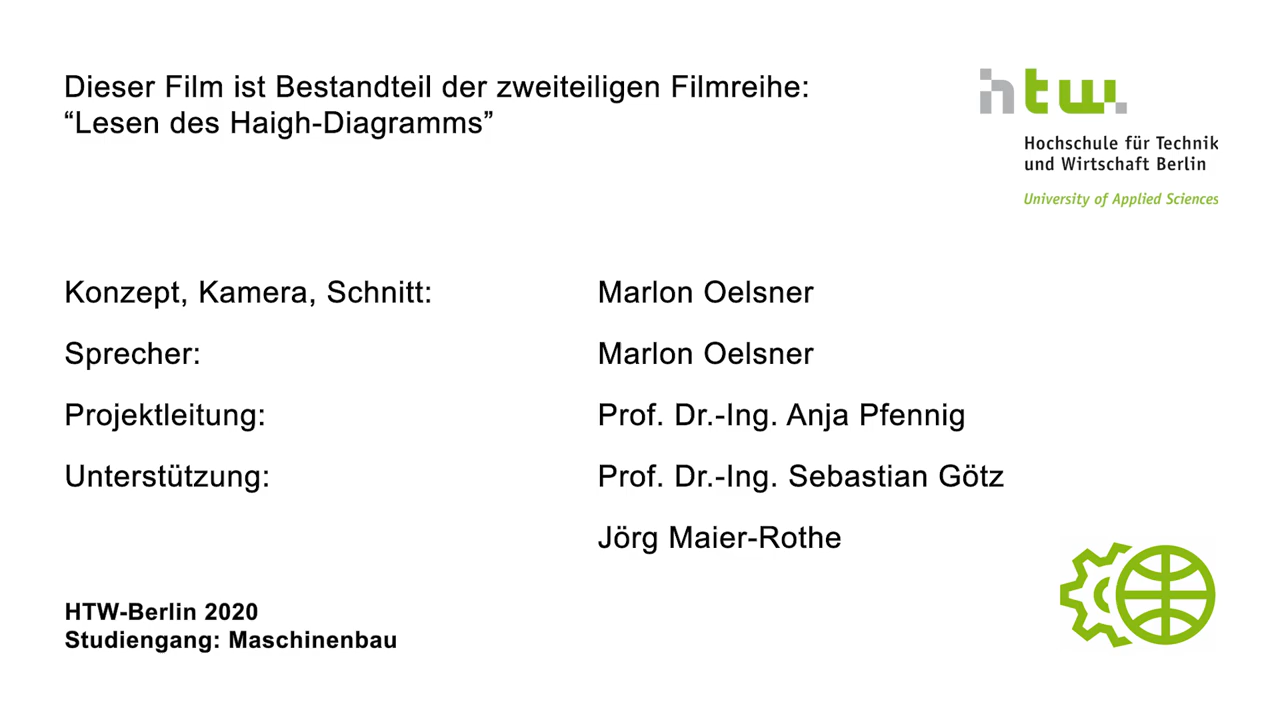 Dieser Film ist Bestandteil der zweiteiligen Filmreihe:
“Lesen des Haigh-Diagramms”
htw.
Hochschule für Technik
und Wirtschaft Berlin
University of Applied Sciences
Konzept, Kamera, Schnitt: Marlon Oelsner
Sprecher: Marlon Oelsner
Projektleitung: Prof. Dr.-Ing. Anja Pfennig
Unterstützung: Prof. Dr.-Ing. Sebastian Götz
Jörg Maier-Rothe
HTW-Berlin 2020
Studiengang: Maschinenbau